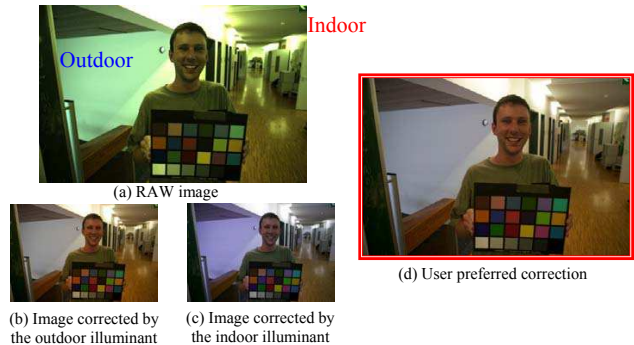 Indoor
Outdoor
(a) RAW image
(b) Image corrected by
the outdoor illuminant
(c) Image corrected by
the indoor illuminant
(d) User preferred correction